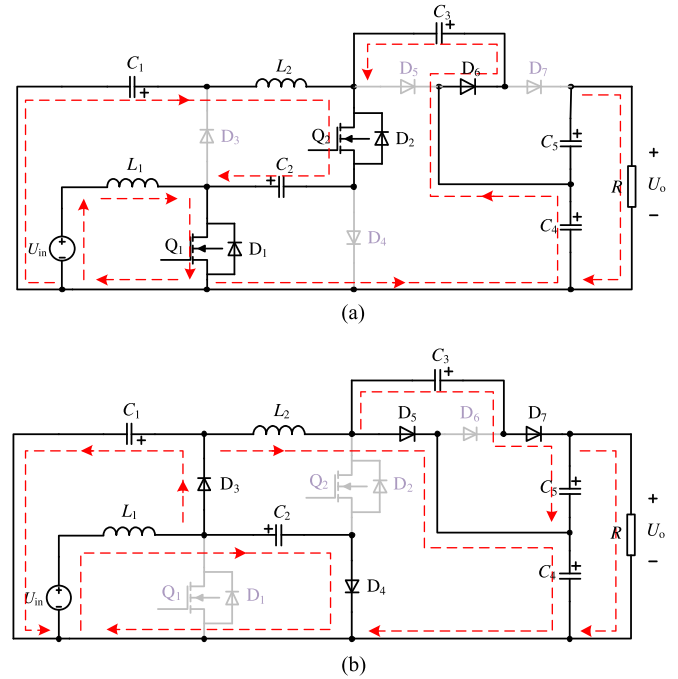 C3
C1 L2 D5 D6 D7
D3 Q2 D2 C5
L1 C2 R Uo
Uin Q1 D1 D4 C4
(a)
C3
C1 L2 D5 D6 D7
D3 Q2 D2 C5
L1 C2 R Uo
Uin Q1 D1 D4 C4
(b)